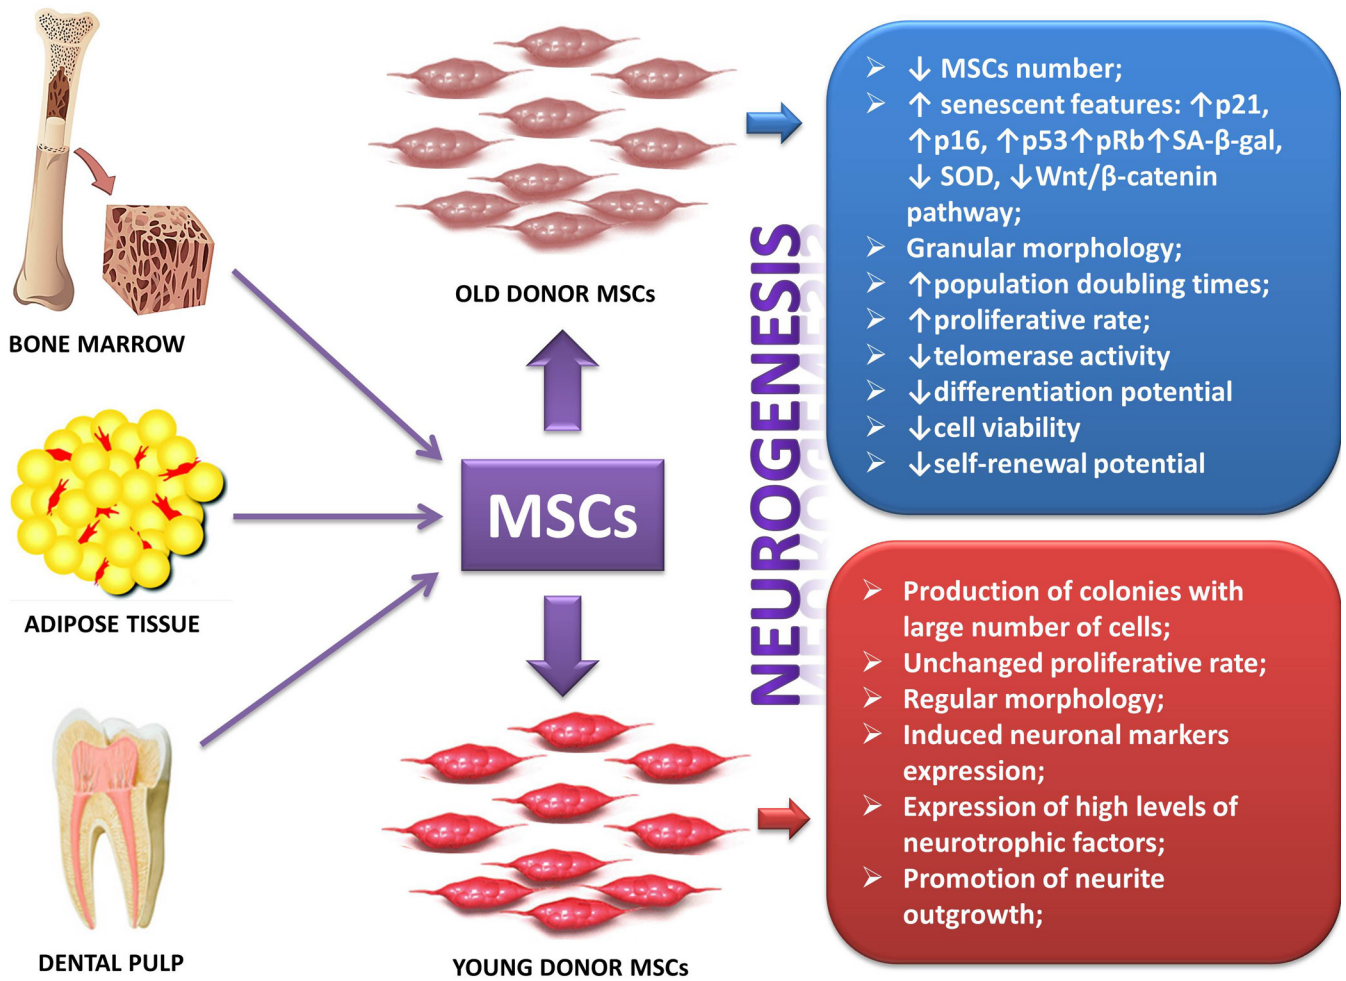 BONE MARROW
ADIPOSE TISSUE
DENTAL PULP
OLD DONOR MSCs
MSCs
YOUNG DONOR MSCs
NEUROGENESIS
➢ ↓ MSCs number;
➢ ↑ senescent features: ↑p21,
↑p16, ↑p53↑pRb↑SA-β-gal,
↓ SOD, ↓Wnt/β-catenin
pathway;
➢ Granular morphology;
➢ ↑population doubling times;
➢ ↑proliferative rate;
➢ ↓telomerase activity
➢ ↓differentiation potential
➢ ↓cell viability
➢ ↓self-renewal potential
➢ Production of colonies with
large number of cells;
➢ Unchanged proliferative rate;
➢ Regular morphology;
➢ Induced neuronal markers
expression;
➢ Expression of high levels of
neurotrophic factors;
➢ Promotion of neurite
outgrowth;